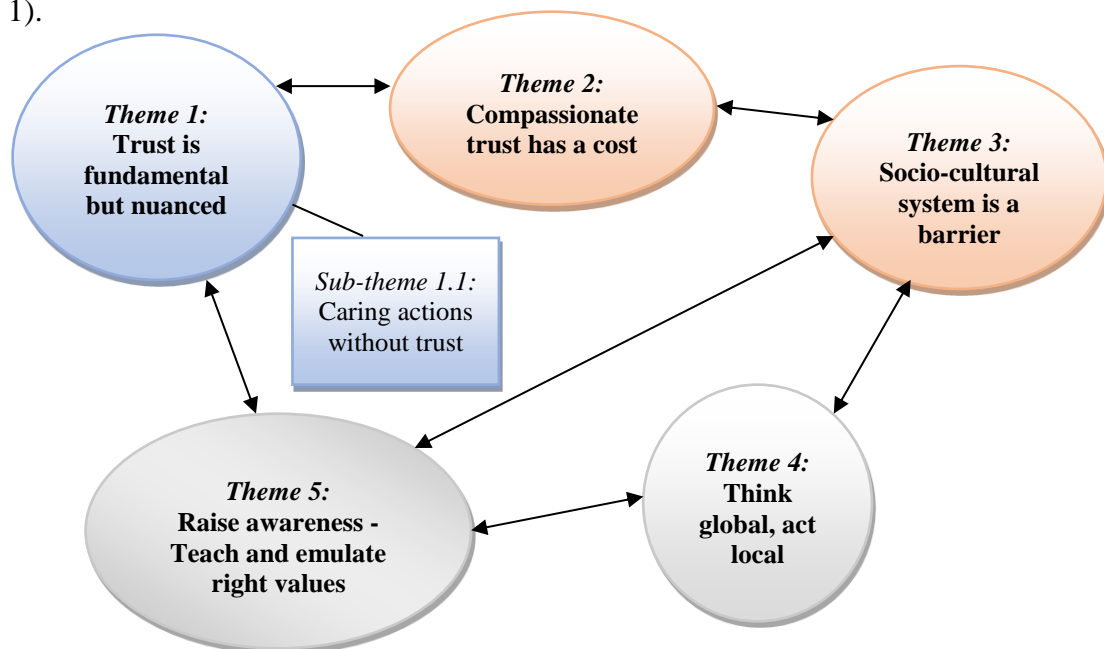 1).
Theme 1:
Trust is
fundamental
but nuanced
Theme 2:
Compassionate
trust has a cost
Theme 3:
Socio-cultural
system is a
barrier
Sub-theme 1.1:
Caring actions
without trust
Theme 4:
Think
global, act
local
Theme 5:
Raise awareness -
Teach and emulate
right values